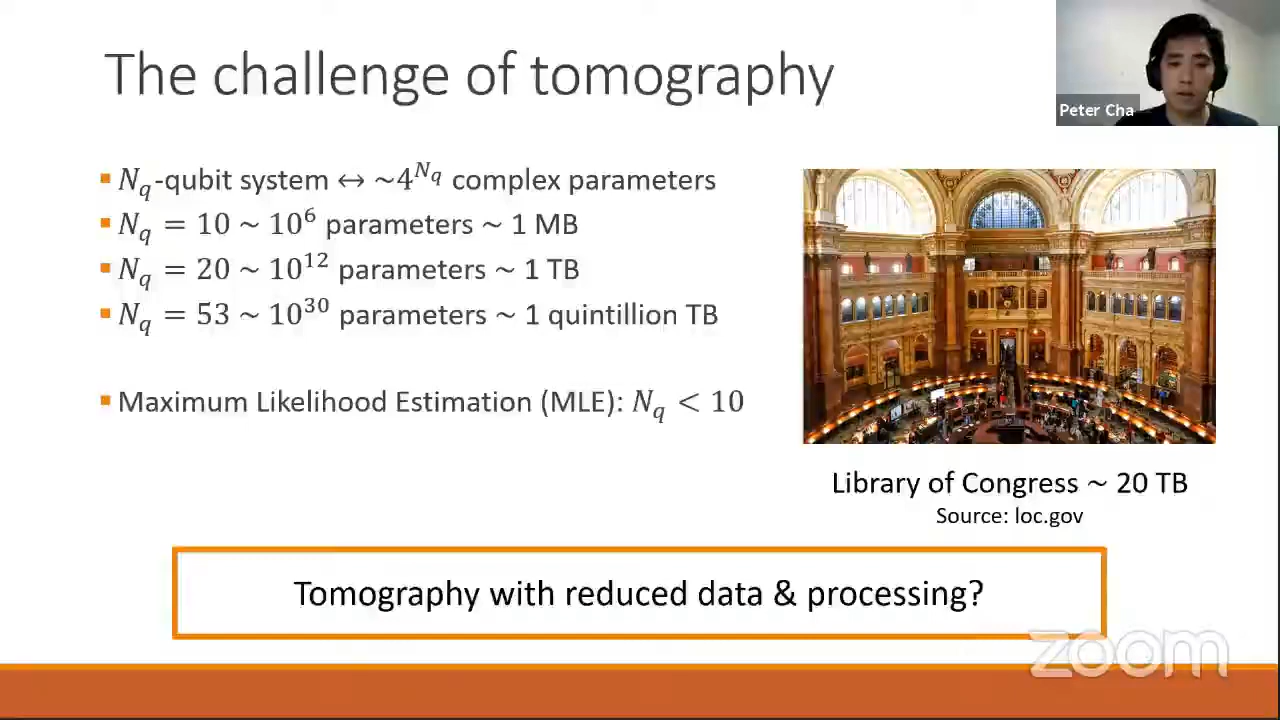 The challenge of tomography
Peter Cha
▪ N_q-qubit system ↔ ~4^{N_q} complex parameters
▪ N_q = 10 ~ 10^6 parameters ~ 1 MB
▪ N_q = 20 ~ 10^{12} parameters ~ 1 TB
▪ N_q = 53 ~ 10^{30} parameters ~ 1 quintillion TB
▪ Maximum Likelihood Estimation (MLE): N_q < 10
Library of Congress ~ 20 TB
Source: loc.gov
Tomography with reduced data & processing?
zoom